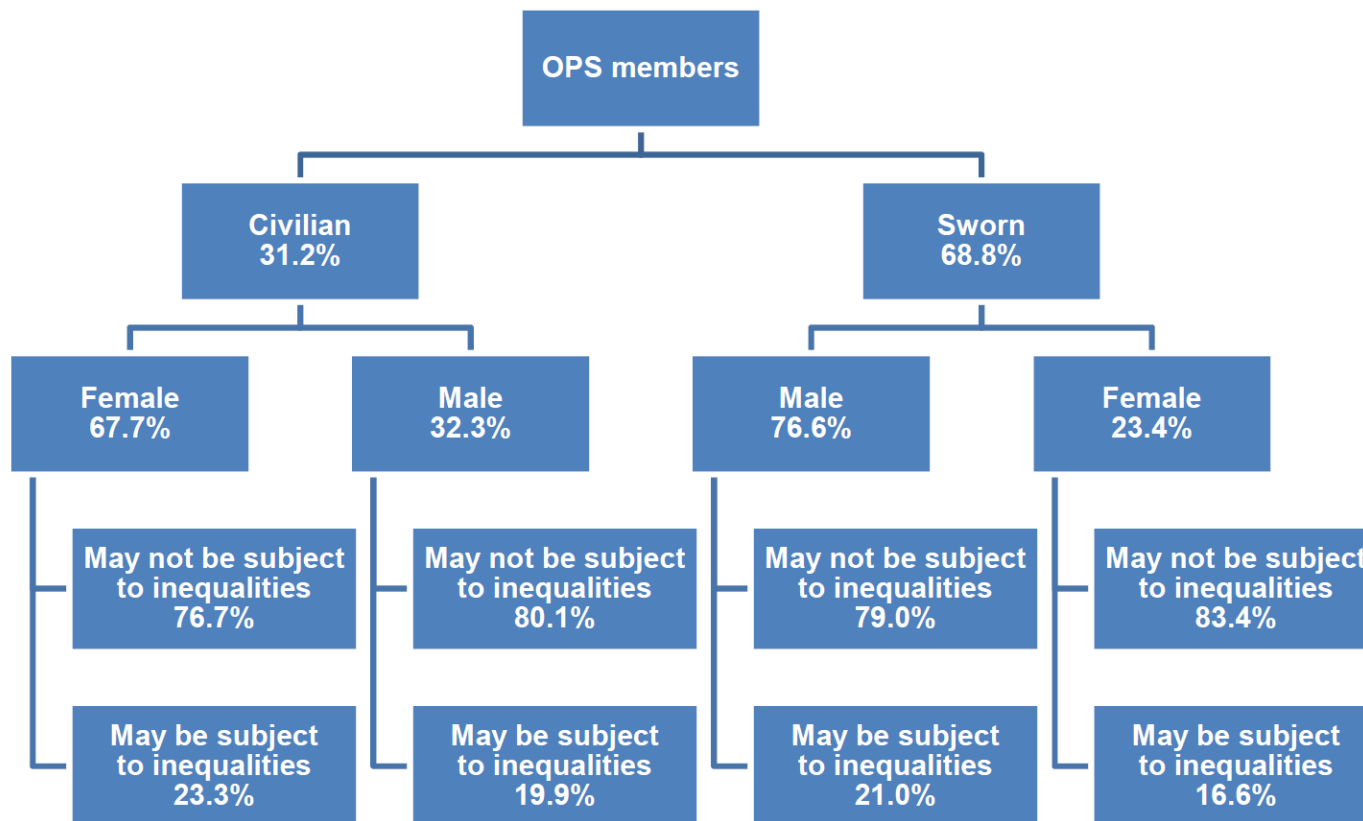 OPS members
Civilian
31.2%
Sworn
68.8%
Female
67.7%
Male
32.3%
Male
76.6%
Female
23.4%
May not be subject
to inequalities
76.7%
May not be subject
to inequalities
80.1%
May not be subject
to inequalities
79.0%
May not be subject
to inequalities
83.4%
May be subject
to inequalities
23.3%
May be subject
to inequalities
19.9%
May be subject
to inequalities
21.0%
May be subject
to inequalities
16.6%